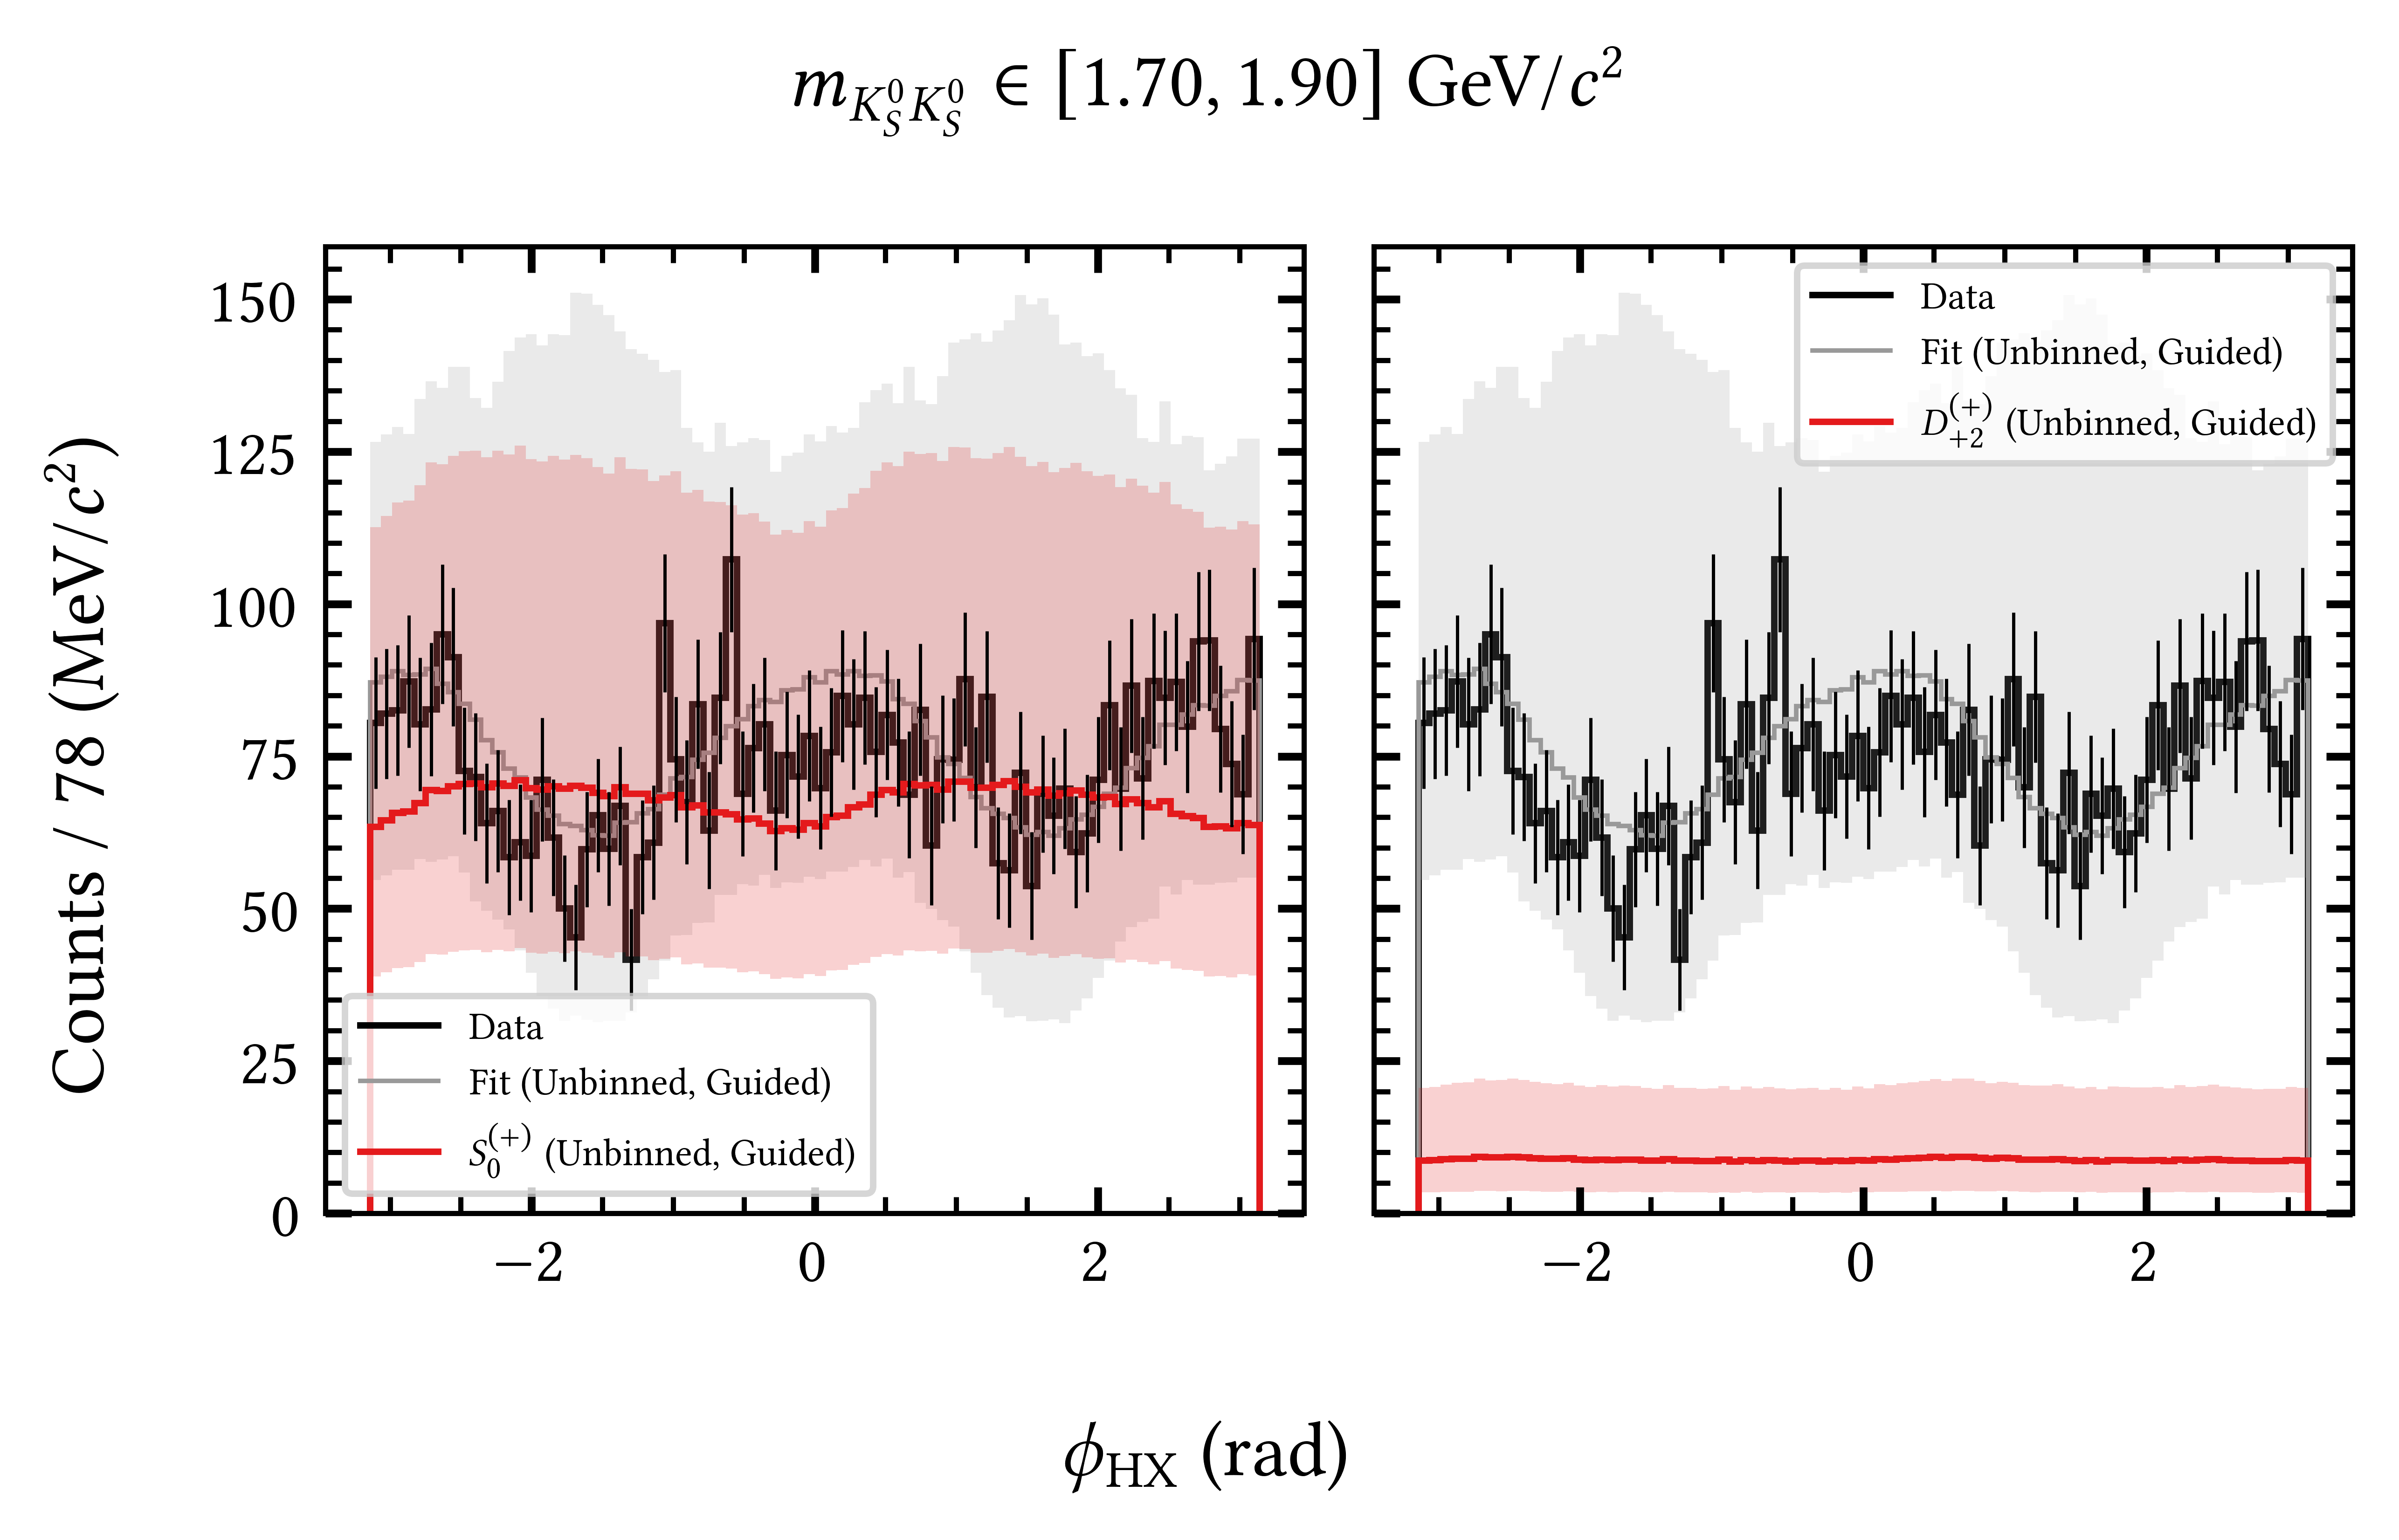 m_{K_S^0 K_S^0} ∈ [1.70, 1.90] GeV/c²
Counts / 78 (MeV/c²)
150
125
100
75
50
25
0
Data
Fit (Unbinned, Guided)
S_0^{(+)} (Unbinned, Guided)
Data
Fit (Unbinned, Guided)
D_{+2}^{(+)} (Unbinned, Guided)
−2 0 2
−2 0 2
ϕ_{HX} (rad)